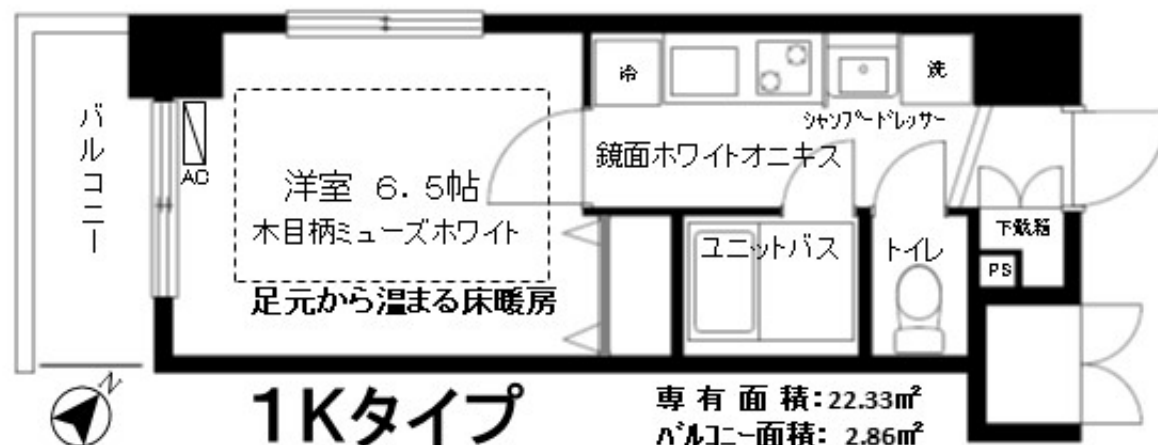 バルコニー
AC
洋室 6.5帖
木目柄ミューズホワイト
足元から温まる床暖房
冷
洗
シャンプードレッサー
鏡面ホワイトオニキス
ユニットバス
トイレ
下駄箱
PS
N
1Kタイプ
専有面積:22.33㎡
バルコニー面積: 2.86㎡